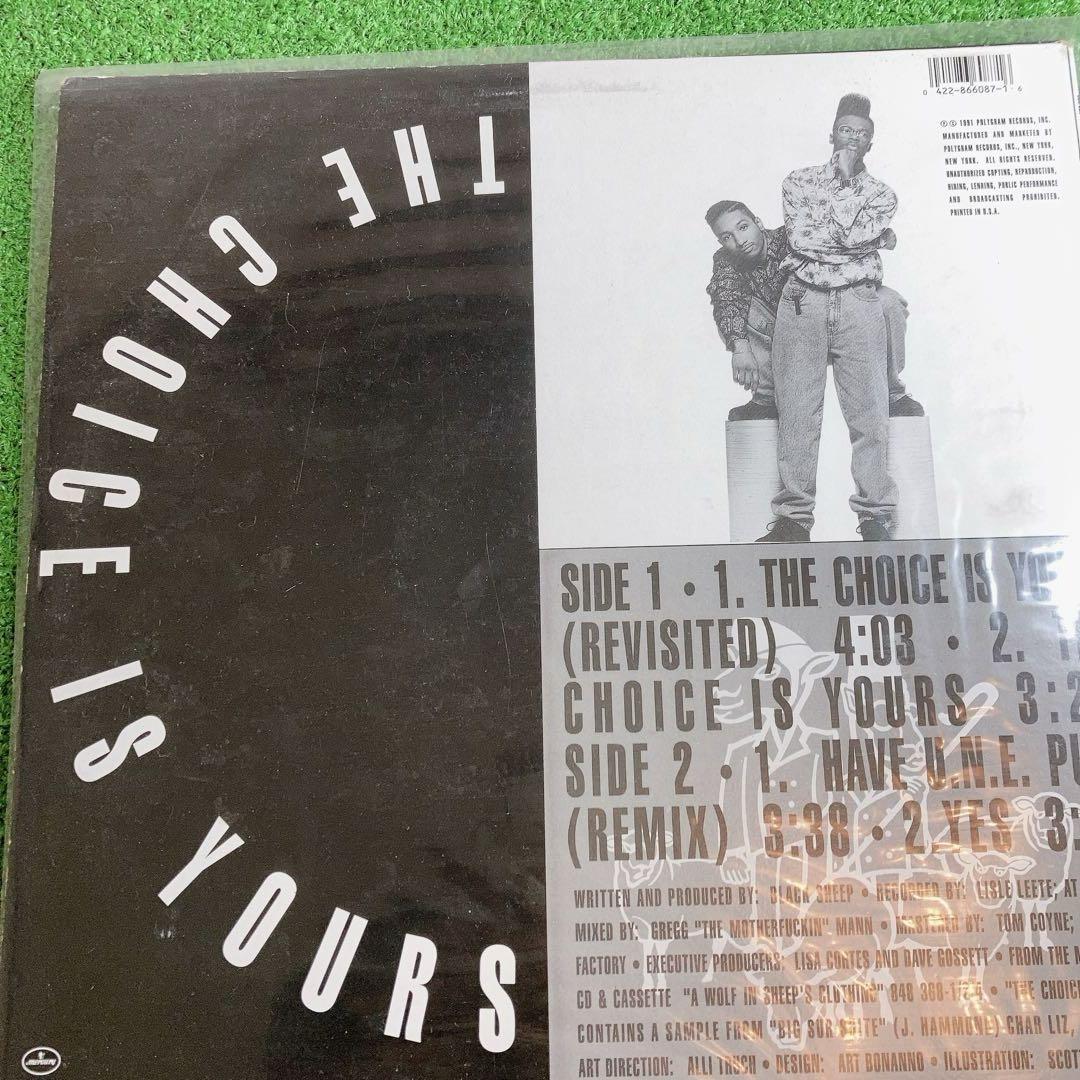 THE CHOICE IS YOURS
0 422-866087-1 6
℗ © 1991 POLYGRAM RECORDS, INC.
MANUFACTURED AND MARKETED BY
POLYGRAM RECORDS, INC., NEW YORK,
NEW YORK. ALL RIGHTS RESERVED.
UNAUTHORIZED COPYING, REPRODUCTION,
HIRING, LENDING, PUBLIC PERFORMANCE
AND BROADCASTING PROHIBITED.
PRINTED IN U.S.A.
SIDE 1 • 1. THE CHOICE IS
(REVISITED) 4:03 • 2.
CHOICE IS YOURS 3:2
SIDE 2 • 1. HAVE U.N.E. PU
(REMIX) 3:38 • 2 YES 3:
WRITTEN AND PRODUCED BY: BLACK SHEEP • RECORDED BY: LISLE LEETE; AT
MIXED BY: GREGG "THE MOTHERFUCKIN" MANN • MASTERED BY: TOM COYNE;
FACTORY • EXECUTIVE PRODUCERS: LISA CORTES AND DAVE GOSSETT • FROM THE
CD & CASSETTE "A WOLF IN SHEEP'S CLOTHING" 848 368- • "THE
CONTAINS A SAMPLE FROM "BIG SUR SUITE" (J. HAMMOND) CHAR LIZ,
ART DIRECTION: ALLI • DESIGN: ART BONANNO • ILLUSTRATION: SCOT
mercury